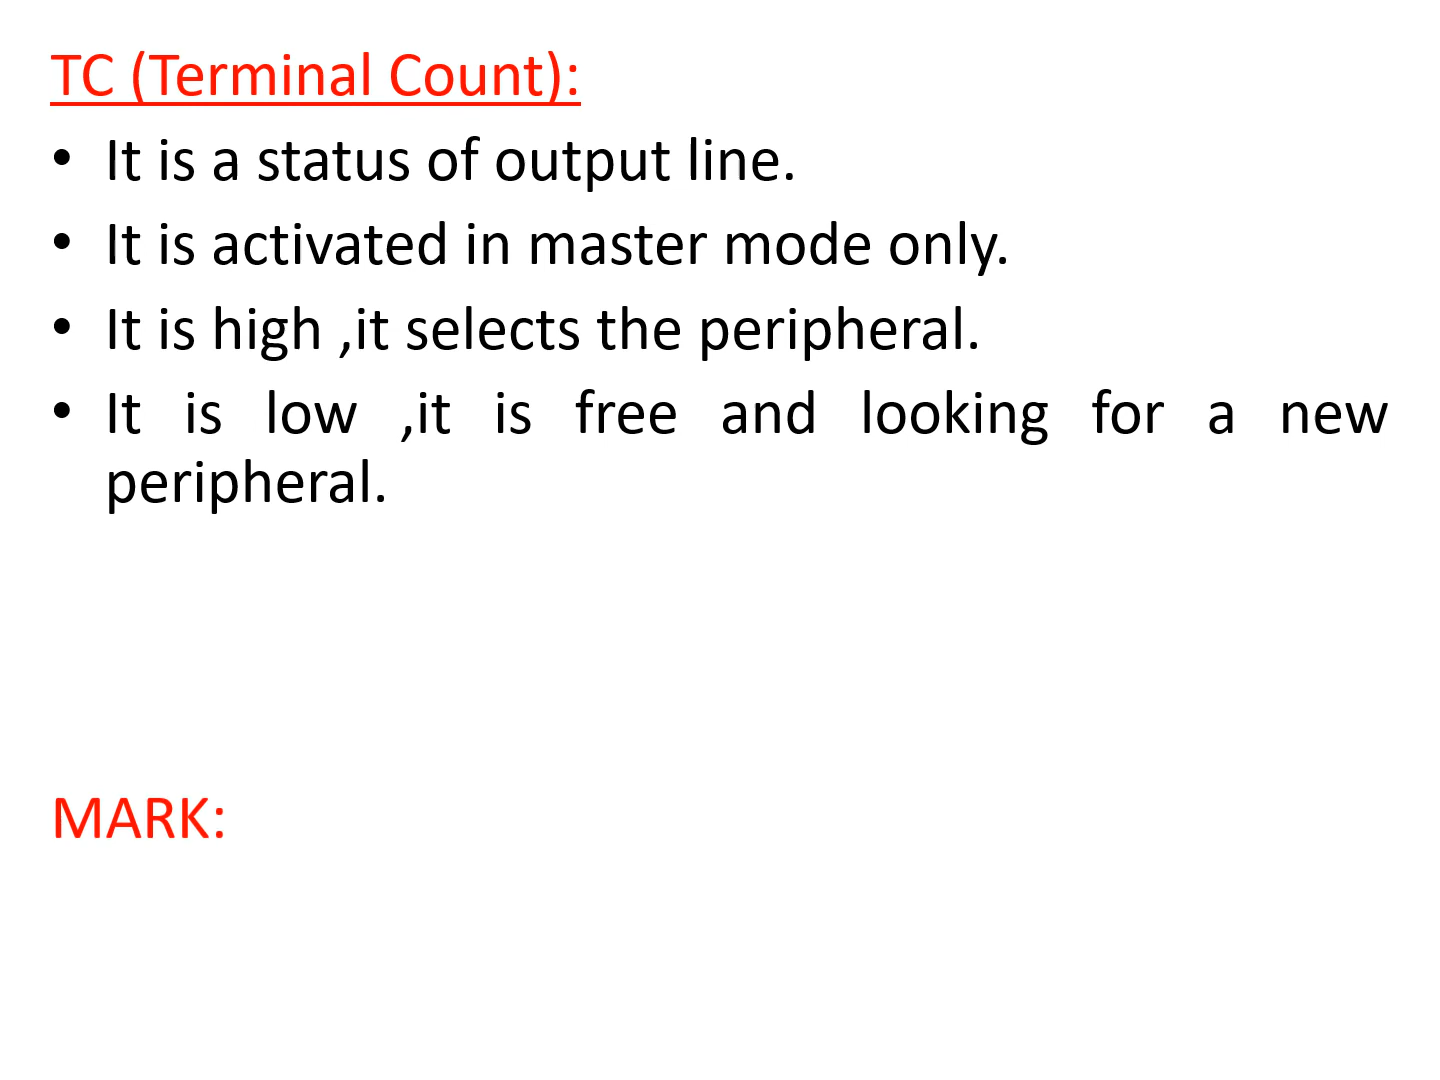 TC (Terminal Count):
• It is a status of output line.
• It is activated in master mode only.
• It is high ,it selects the peripheral.
• It is low ,it is free and looking for a new
peripheral.
MARK: